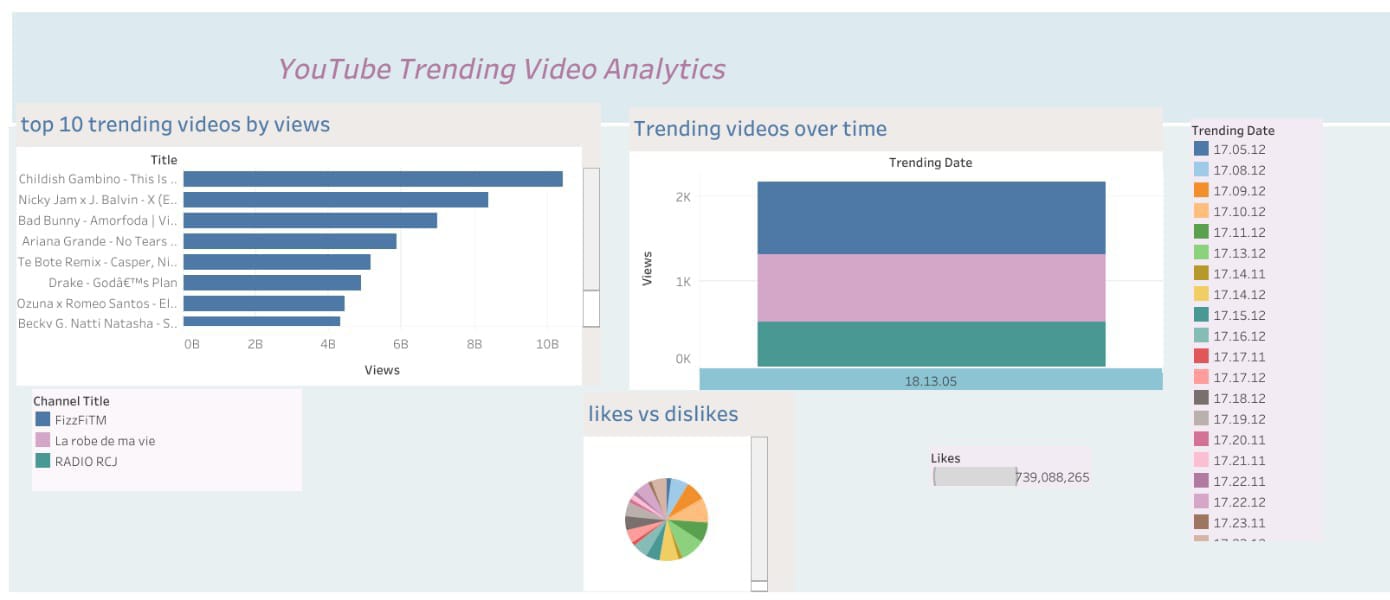 YouTube Trending Video Analytics
top 10 trending videos by views
Title
Childish Gambino - This Is ..
Nicky Jam x J. Balvin - X (E..
Bad Bunny - Amorfoda | Vi..
Ariana Grande - No Tears ..
Te Bote Remix - Casper, Ni..
Drake - Godâ€™s Plan
Ozuna x Romeo Santos - El..
Becky G, Natti Natasha - S..
0B 2B 4B 6B 8B 10B
Views
Channel Title
FizzFiTM
La robe de ma vie
RADIO RCJ
Trending videos over time
Trending Date
Views
2K
1K
0K
18.13.05
likes vs dislikes
Likes
739,088,265
Trending Date
17.05.12
17.08.12
17.09.12
17.10.12
17.11.12
17.13.12
17.14.11
17.14.12
17.15.12
17.16.12
17.17.11
17.17.12
17.18.12
17.19.12
17.20.11
17.21.11
17.22.11
17.22.12
17.23.11